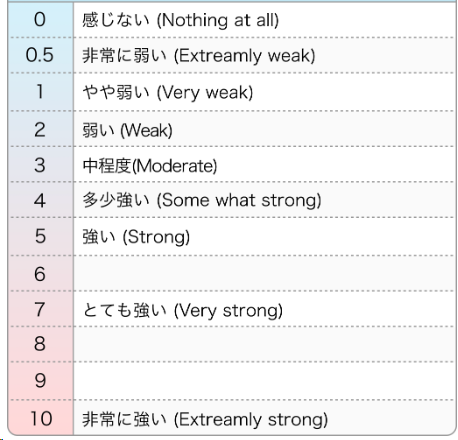 0 感じない (Nothing at all)
0.5 非常に弱い (Extreamly weak)
1 やや弱い (Very weak)
2 弱い (Weak)
3 中程度(Moderate)
4 多少強い (Some what strong)
5 強い (Strong)
6
7 とても強い (Very strong)
8
9
10 非常に強い (Extreamly strong)